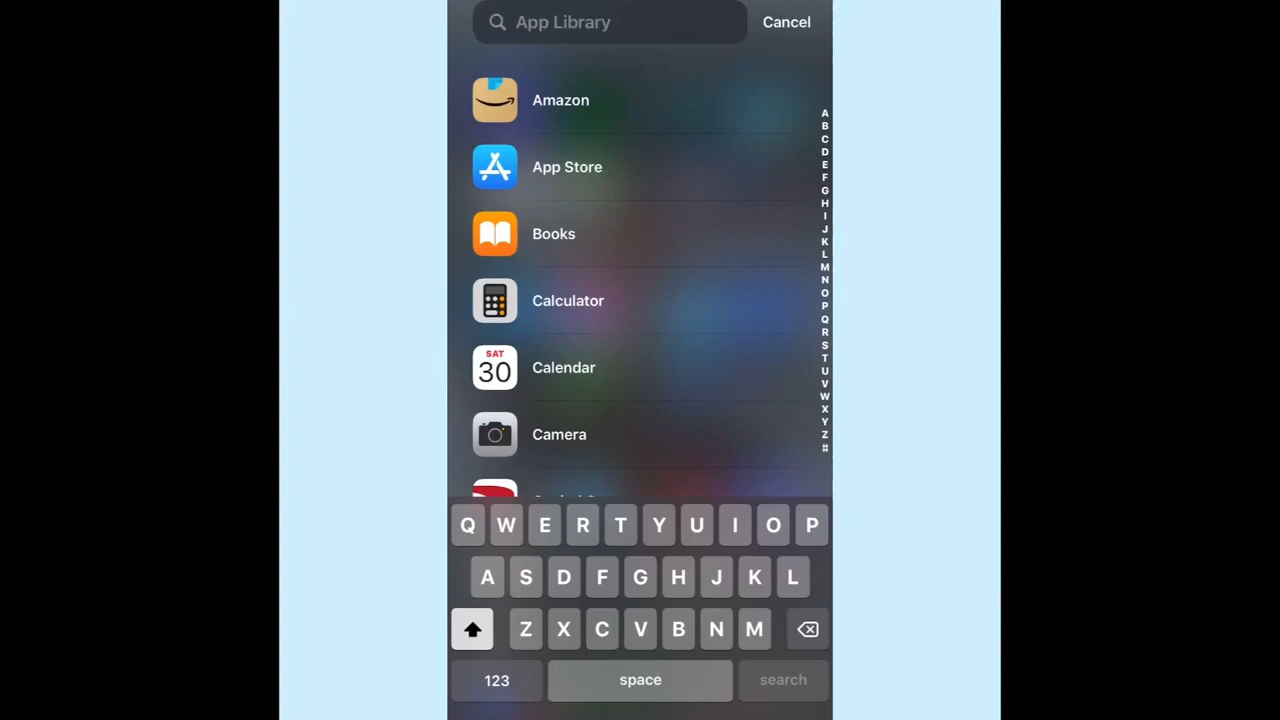 App Library
Cancel
Amazon
App Store
Books
Calculator
SAT
30
Calendar
Camera
A
B
C
D
E
F
G
H
I
J
K
L
M
N
O
P
Q
R
S
T
U
V
W
X
Y
Z
#
Q W E R T Y U I O P
A S D F G H J K L
Z X C V B N M
123 space search